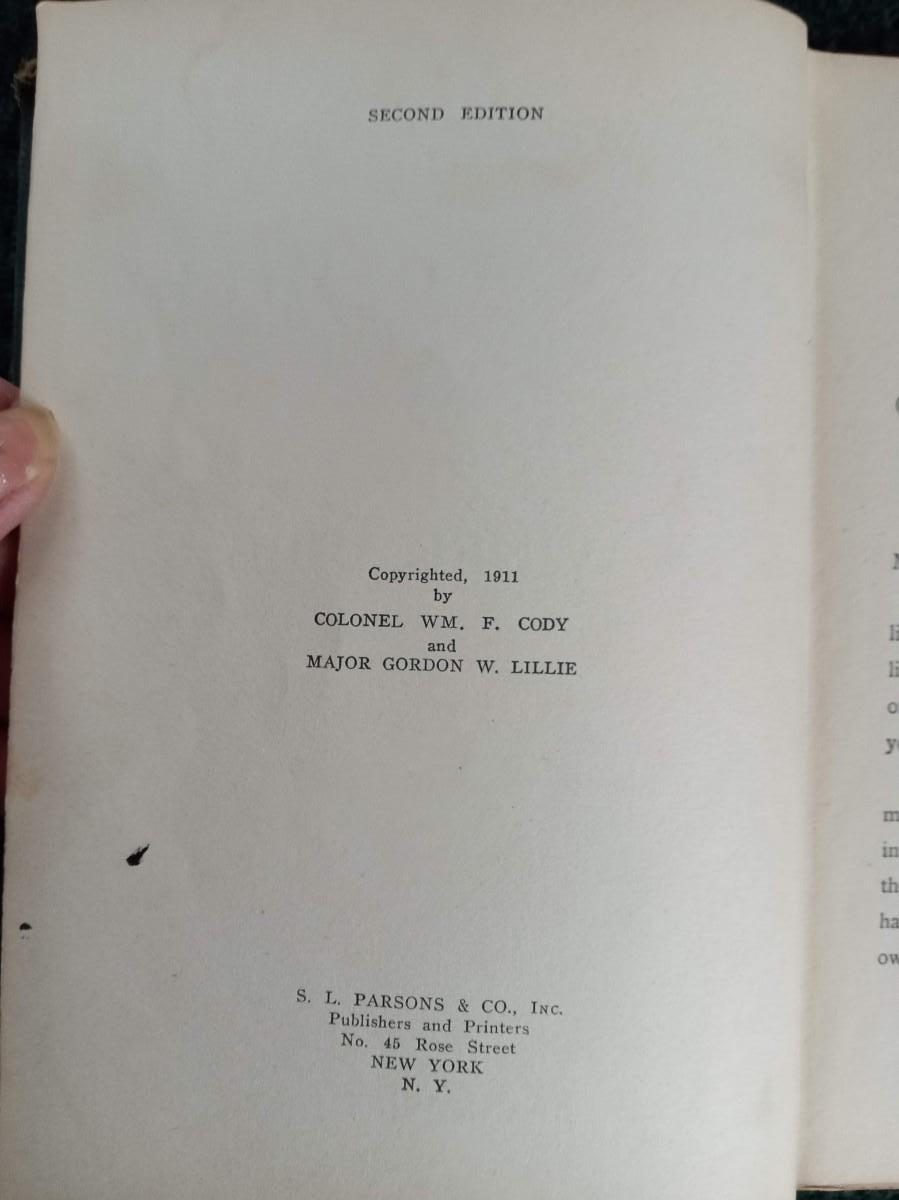 SECOND EDITION
Copyrighted, 1911
by
COLONEL WM. F. CODY
and
MAJOR GORDON W. LILLIE
S. L. PARSONS & CO., INC.
Publishers and Printers
No. 45 Rose Street
NEW YORK
N. Y.